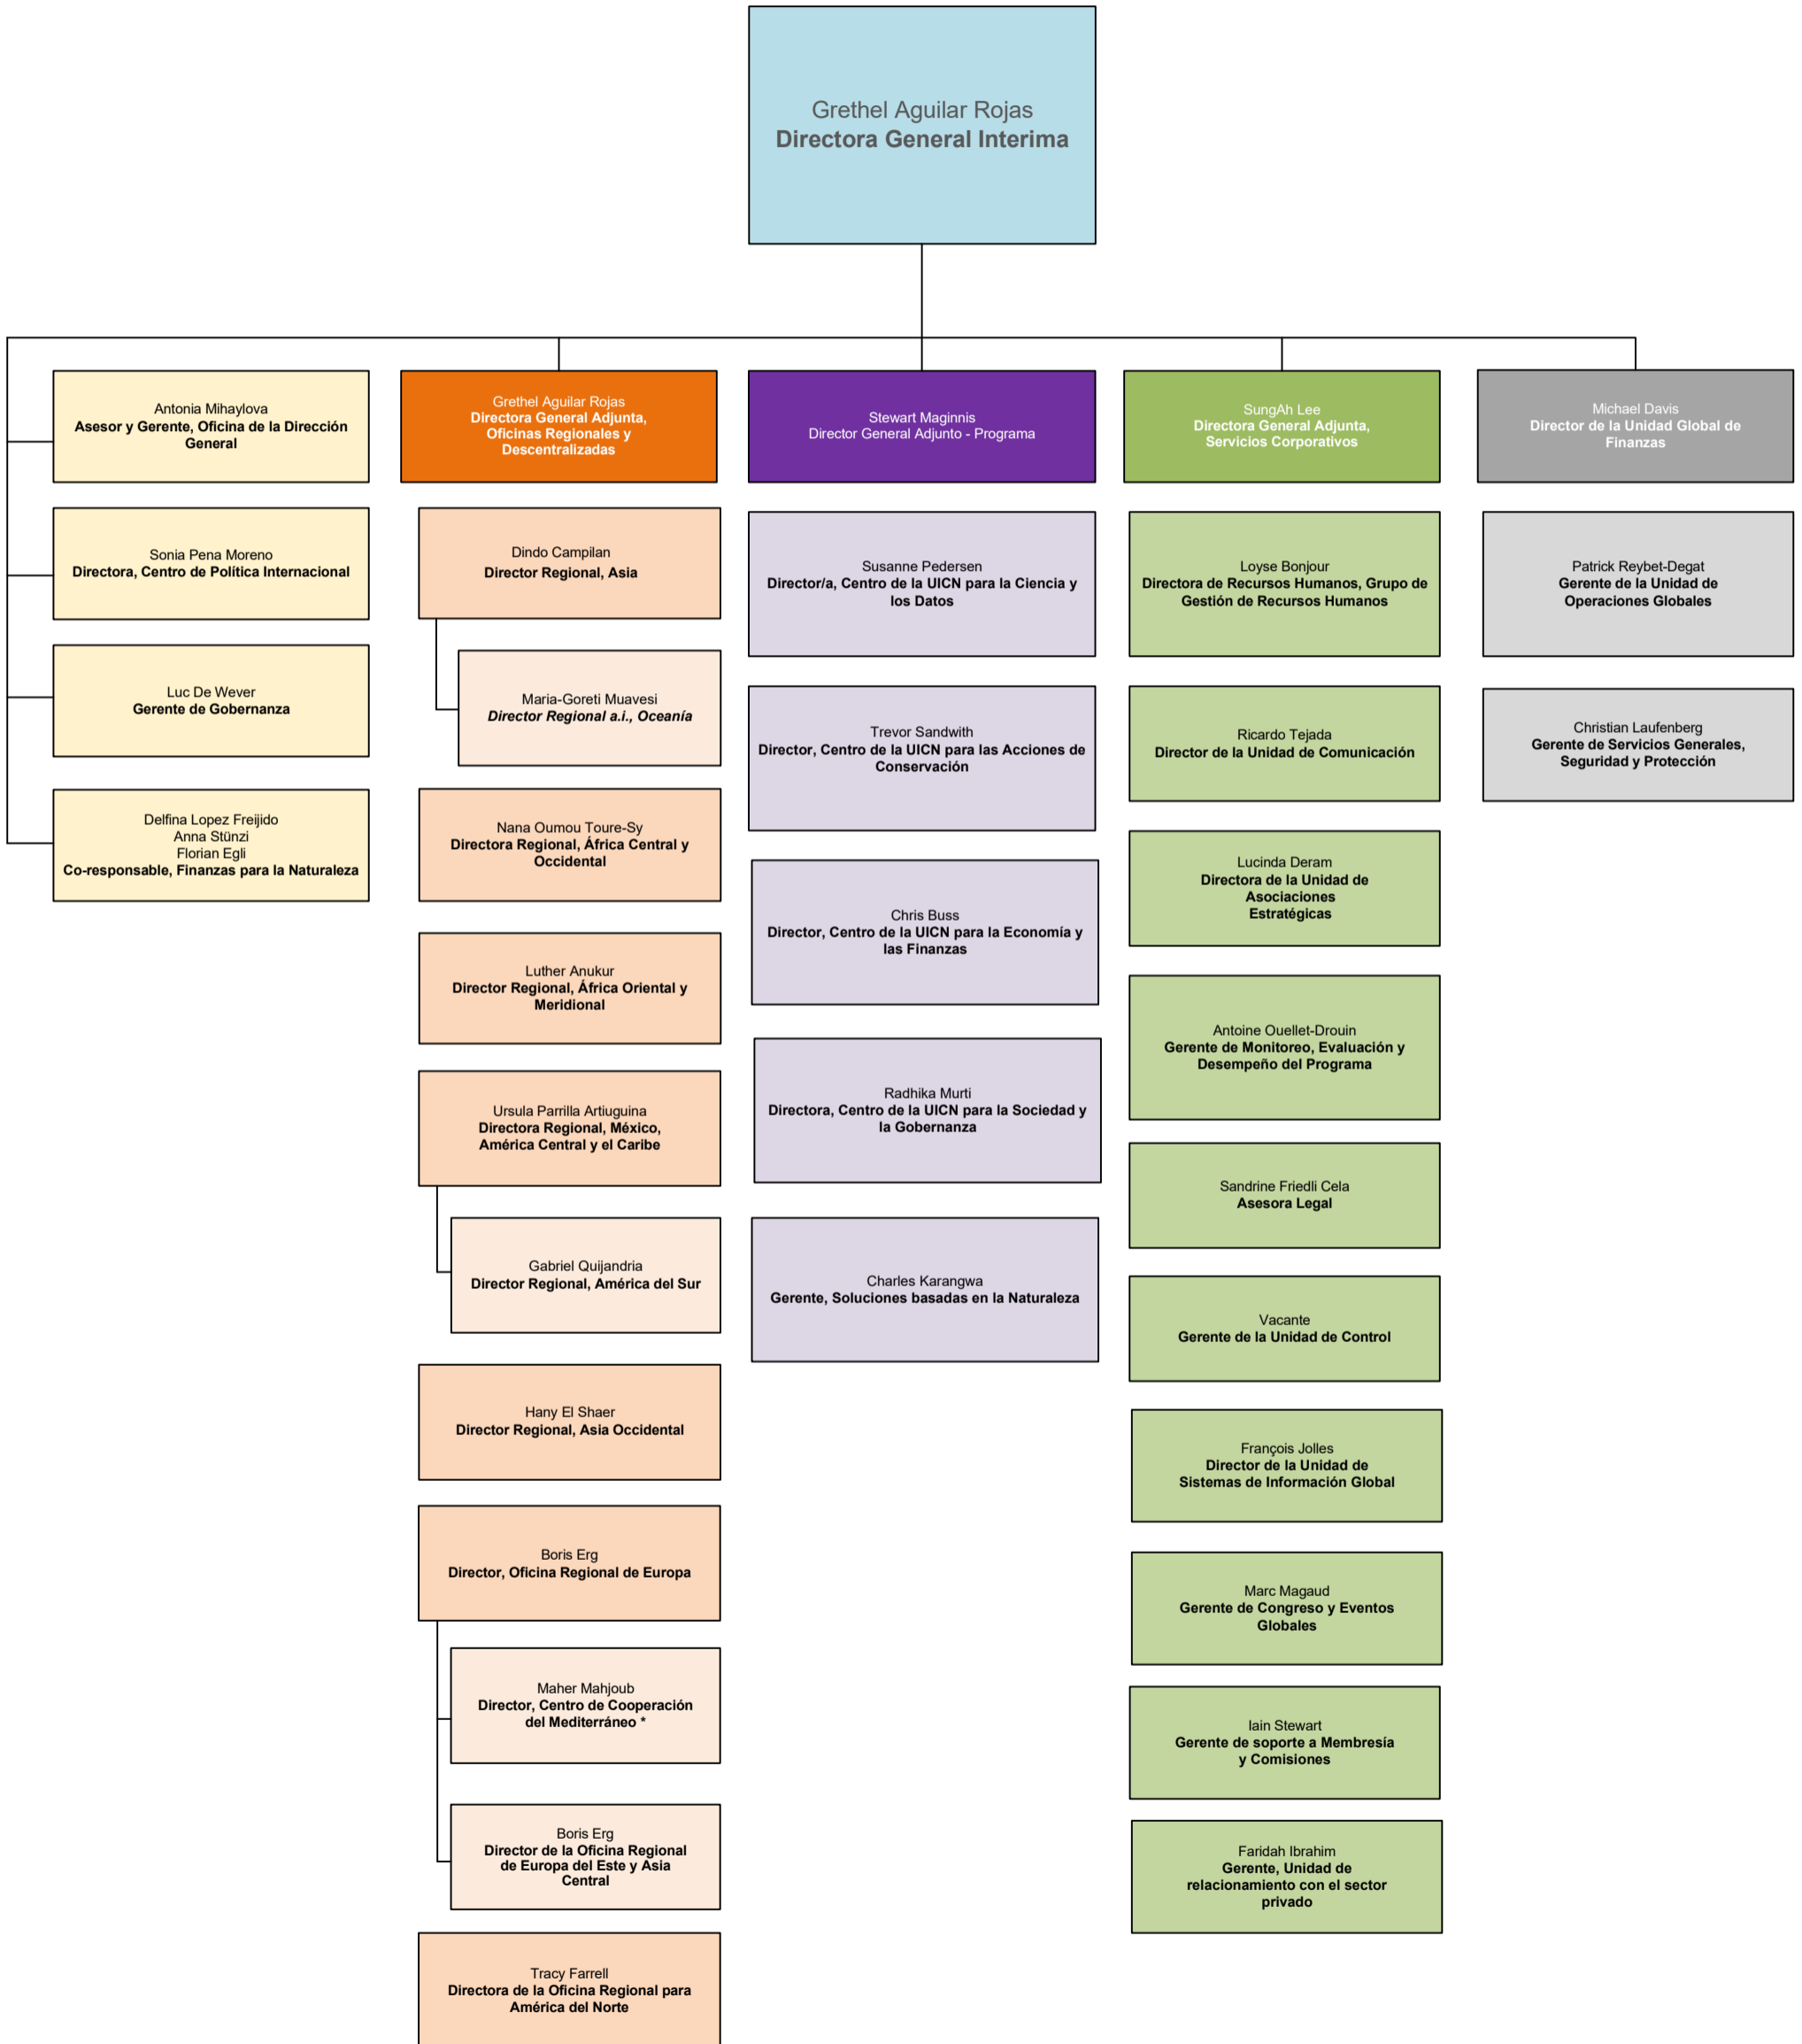 Grethel Aguilar Rojas
Directora General Interima
Antonia Mihaylova
Asesor y Gerente, Oficina de la Dirección
General
Sonia Pena Moreno
Directora, Centro de Política Internacional
Luc De Wever
Gerente de Gobernanza
Delfina Lopez Freijido
Anna Stünzi
Florian Egli
Co-responsable, Finanzas para la Naturaleza
Grethel Aguilar Rojas
Directora General Adjunta,
Oficinas Regionales y
Descentralizadas
Dindo Campilan
Director Regional, Asia
Maria-Goreti Muavesi
Director Regional a.i., Oceanía
Nana Oumou Toure-Sy
Directora Regional, África Central y
Occidental
Luther Anukur
Director Regional, África Oriental y
Meridional
Ursula Parrilla Artiuguina
Directora Regional, México,
América Central y el Caribe
Gabriel Quijandria
Director Regional, América del Sur
Hany El Shaer
Director Regional, Asia Occidental
Boris Erg
Director, Oficina Regional de Europa
Maher Mahjoub
Director, Centro de Cooperación
del Mediterráneo *
Boris Erg
Director de la Oficina Regional
de Europa del Este y Asia
Central
Tracy Farrell
Directora de la Oficina Regional para
América del Norte
Stewart Maginnis
Director General Adjunto - Programa
Susanne Pedersen
Director/a, Centro de la UICN para la Ciencia y
los Datos
Trevor Sandwith
Director, Centro de la UICN para las Acciones de
Conservación
Chris Buss
Director, Centro de la UICN para la Economía y
las Finanzas
Radhika Murti
Directora, Centro de la UICN para la Sociedad y
la Gobernanza
Charles Karangwa
Gerente, Soluciones basadas en la Naturaleza
SungAh Lee
Directora General Adjunta,
Servicios Corporativos
Loyse Bonjour
Directora de Recursos Humanos, Grupo de
Gestión de Recursos Humanos
Ricardo Tejada
Director de la Unidad de Comunicación
Lucinda Deram
Directora de la Unidad de
Asociaciones
Estratégicas
Antoine Ouellet-Drouin
Gerente de Monitoreo, Evaluación y
Desempeño del Programa
Sandrine Friedli Cela
Asesora Legal
Vacante
Gerente de la Unidad de Control
François Jolles
Director de la Unidad de
Sistemas de Información Global
Marc Magaud
Gerente de Congreso y Eventos
Globales
Iain Stewart
Gerente de soporte a Membresía
y Comisiones
Faridah Ibrahim
Gerente, Unidad de
relacionamiento con el sector
privado
Michael Davis
Director de la Unidad Global de
Finanzas
Patrick Reybet-Degat
Gerente de la Unidad de
Operaciones Globales
Christian Laufenberg
Gerente de Servicios Generales,
Seguridad y Protección